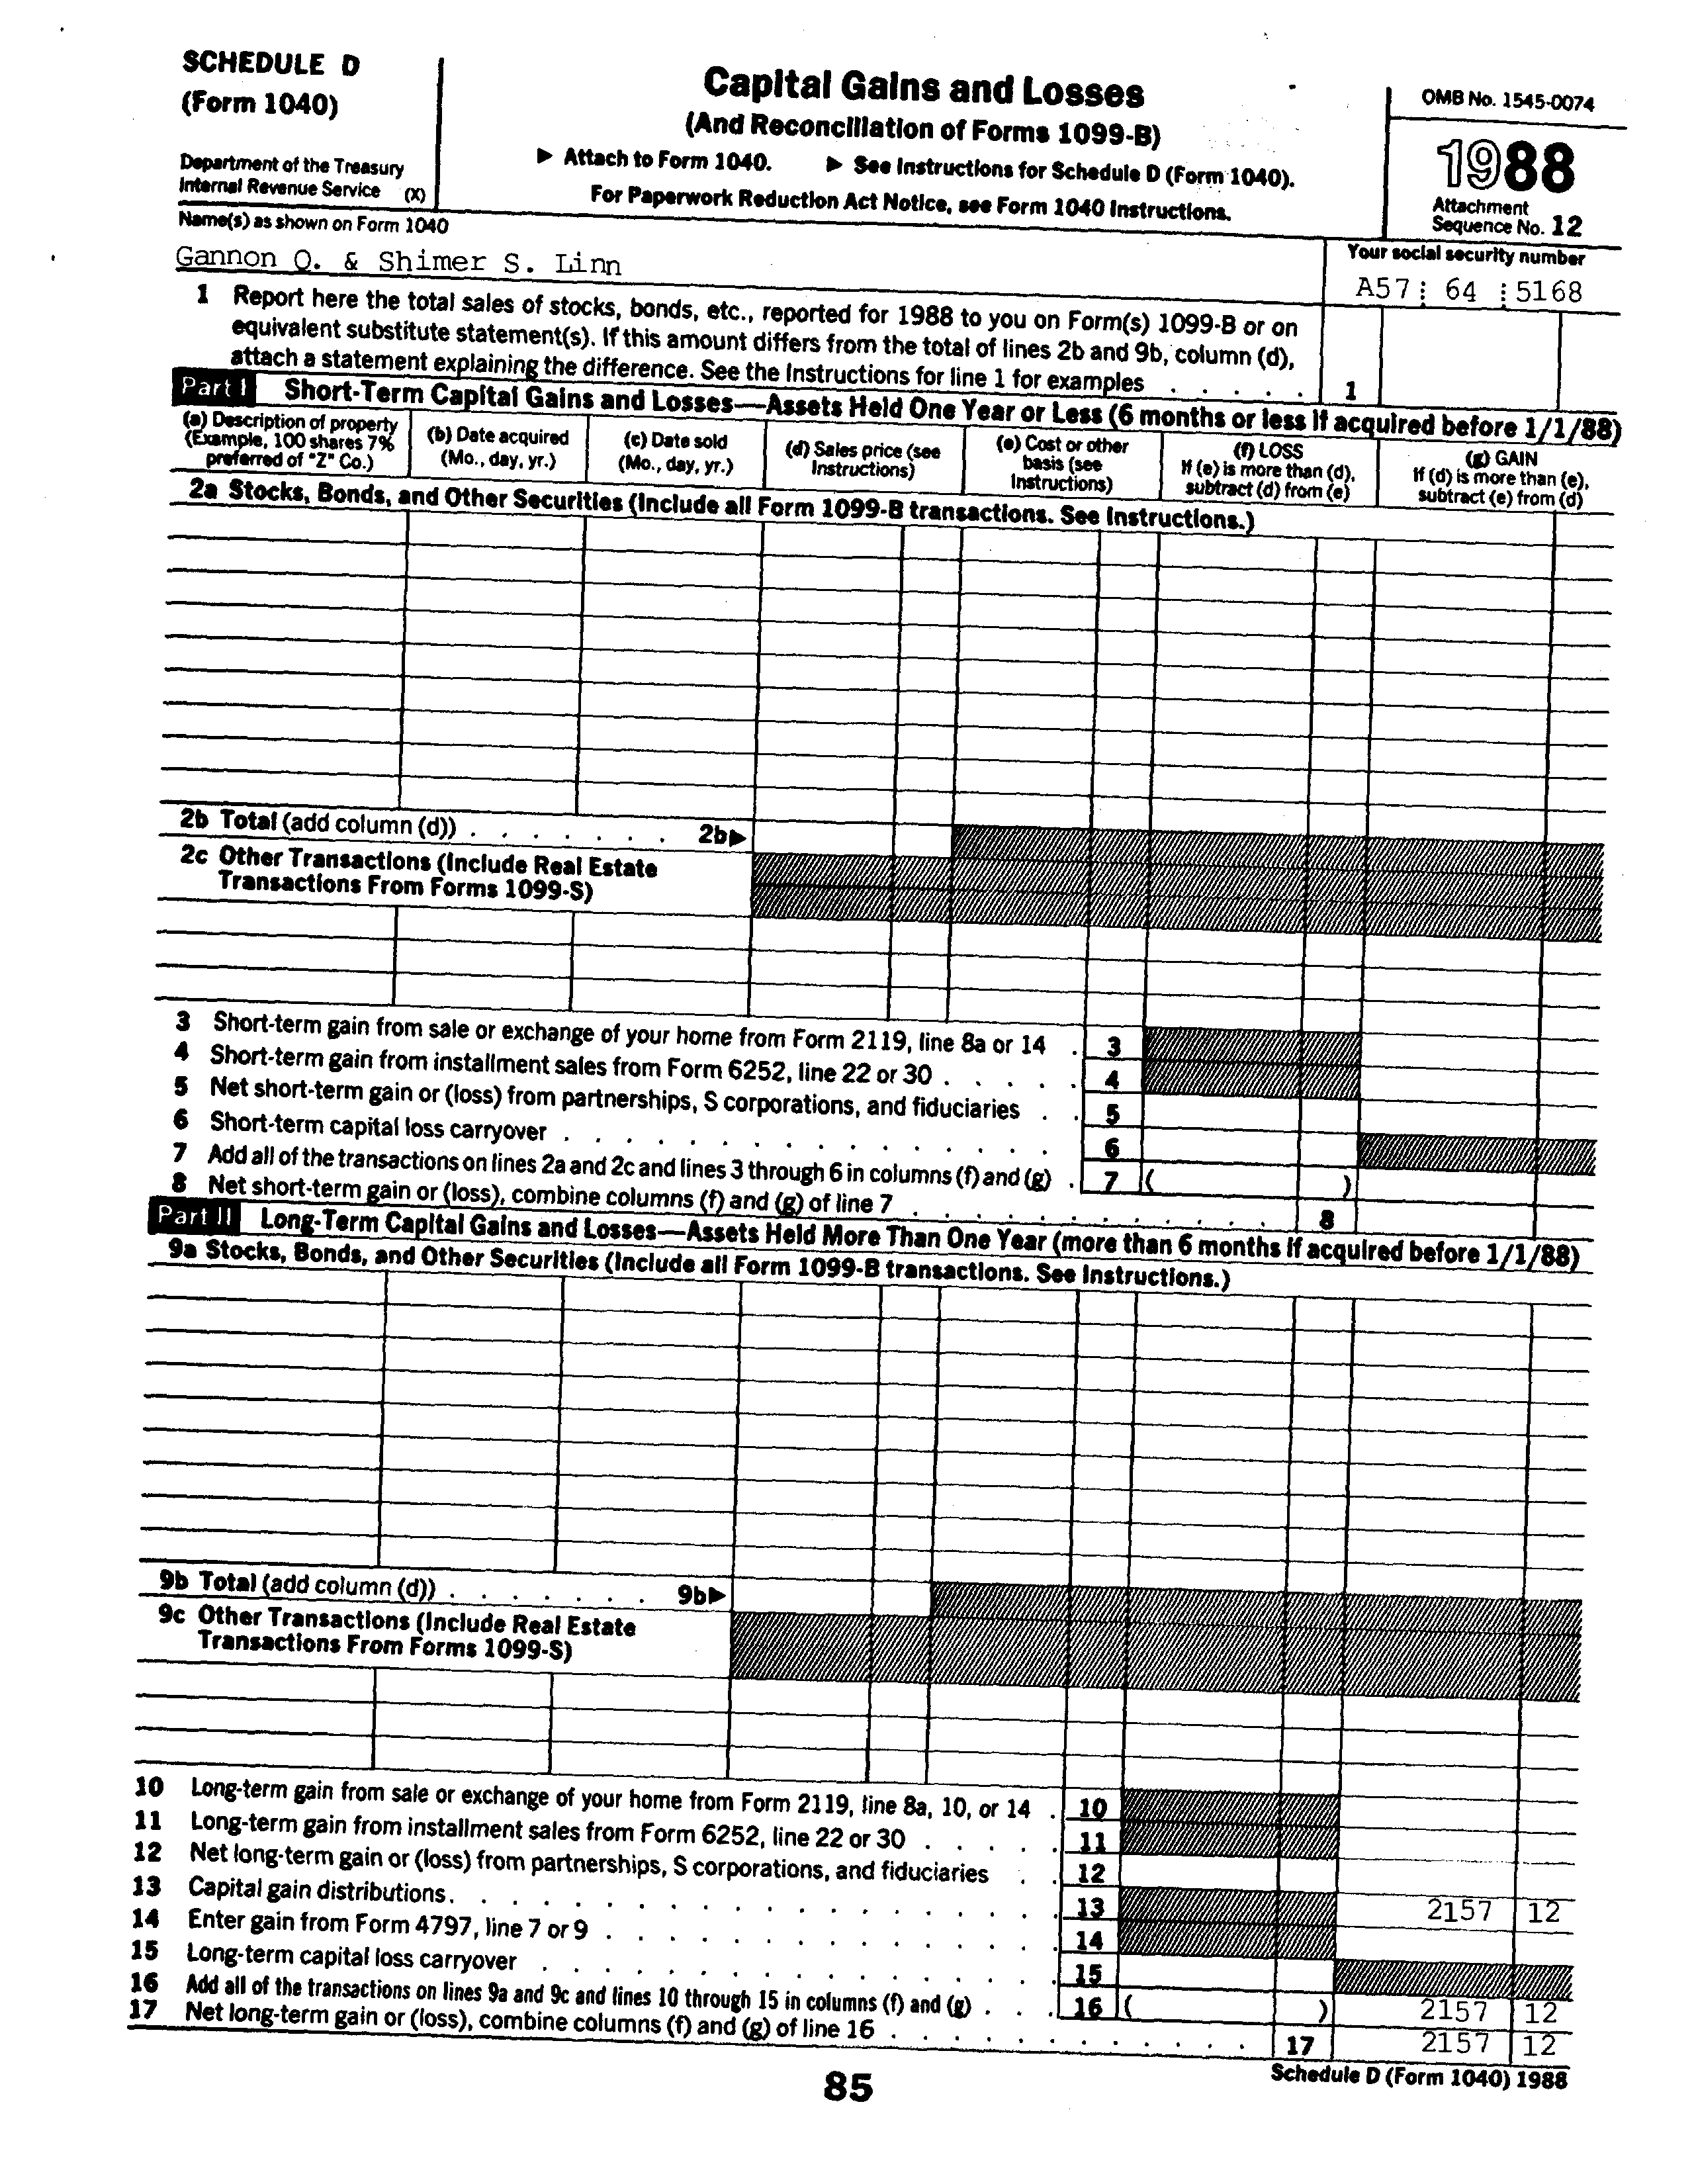 SCHEDULE D
(Form 1040)
Department of the Treasury
Internal Revenue Service (X)
Capital Gains and Losses
(And Reconciliation of Forms 1099-B)
▶ Attach to Form 1040. ▶ See Instructions for Schedule D (Form 1040).
For Paperwork Reduction Act Notice, see Form 1040 Instructions.
OMB No. 1545-0074
1988
Attachment
Sequence No. 12
Name(s) as shown on Form 1040
Gannon O. & Shimer S. Linn
Your social security number
A57 64 5168
1 Report here the total sales of stocks, bonds, etc., reported for 1988 to you on Form(s) 1099-B or on
equivalent substitute statement(s). If this amount differs from the total of lines 2b and 9b, column (d),
attach a statement explaining the difference. See the Instructions for line 1 for examples . . . . . 1
Part I Short-Term Capital Gains and Losses—Assets Held One Year or Less (6 months or less if acquired before 1/1/88)
(a) Description of property
(Example, 100 shares 7%
preferred of "Z" Co.)
(b) Date acquired
(Mo., day, yr.)
(c) Date sold
(Mo., day, yr.)
(d) Sales price (see
Instructions)
(e) Cost or other
basis (see
Instructions)
(f) LOSS
If (e) is more than (d),
subtract (d) from (e)
(g) GAIN
If (d) is more than (e),
subtract (e) from (d)
2a Stocks, Bonds, and Other Securities (Include all Form 1099-B transactions. See Instructions.)
2b Total (add column (d)) . . . . . . . 2b▶
2c Other Transactions (Include Real Estate
Transactions From Forms 1099-S)
3 Short-term gain from sale or exchange of your home from Form 2119, line 8a or 14 . 3
4 Short-term gain from installment sales from Form 6252, line 22 or 30 . . . . . 4
5 Net short-term gain or (loss) from partnerships, S corporations, and fiduciaries . . 5
6 Short-term capital loss carryover . . . . . . . . . . . . . . . . 6
7 Add all of the transactions on lines 2a and 2c and lines 3 through 6 in columns (f) and (g) . 7 ( )
8 Net short-term gain or (loss), combine columns (f) and (g) of line 7 . . . . . . . . . . . . 8
Part II Long-Term Capital Gains and Losses—Assets Held More Than One Year (more than 6 months if acquired before 1/1/88)
9a Stocks, Bonds, and Other Securities (Include all Form 1099-B transactions. See Instructions.)
9b Total (add column (d)) . . . . . . . 9b▶
9c Other Transactions (Include Real Estate
Transactions From Forms 1099-S)
10 Long-term gain from sale or exchange of your home from Form 2119, line 8a, 10, or 14 . 10
11 Long-term gain from installment sales from Form 6252, line 22 or 30 . . . . . 11
12 Net long-term gain or (loss) from partnerships, S corporations, and fiduciaries . . 12
13 Capital gain distributions . . . . . . . . . . . . . . . . . . 13 2157 12
14 Enter gain from Form 4797, line 7 or 9 . . . . . . . . . . . . . . 14
15 Long-term capital loss carryover . . . . . . . . . . . . . . . . 15
16 Add all of the transactions on lines 9a and 9c and lines 10 through 15 in columns (f) and (g) . . . 16 ( ) 2157 12
17 Net long-term gain or (loss), combine columns (f) and (g) of line 16 . . . . . . . . . . . . 17 2157 12
Schedule D (Form 1040) 1988
85